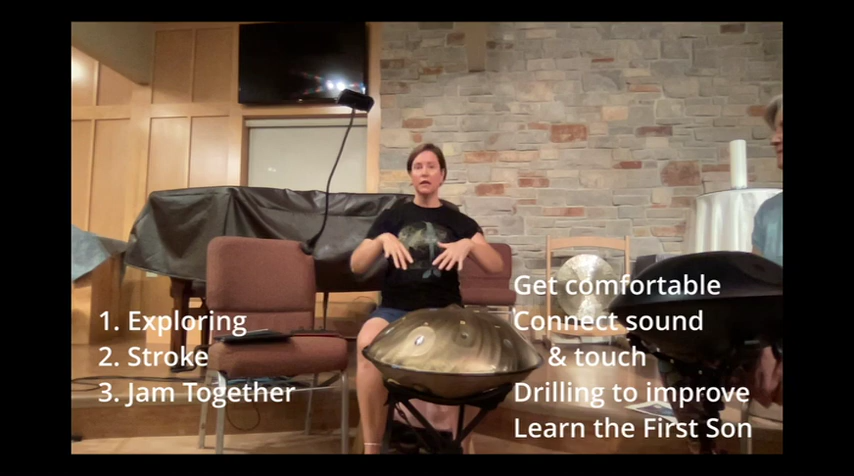 1. Exploring
2. Stroke
3. Jam Together
Get comfortable
Connect sound
& touch
Drilling to improve
Learn the First Son